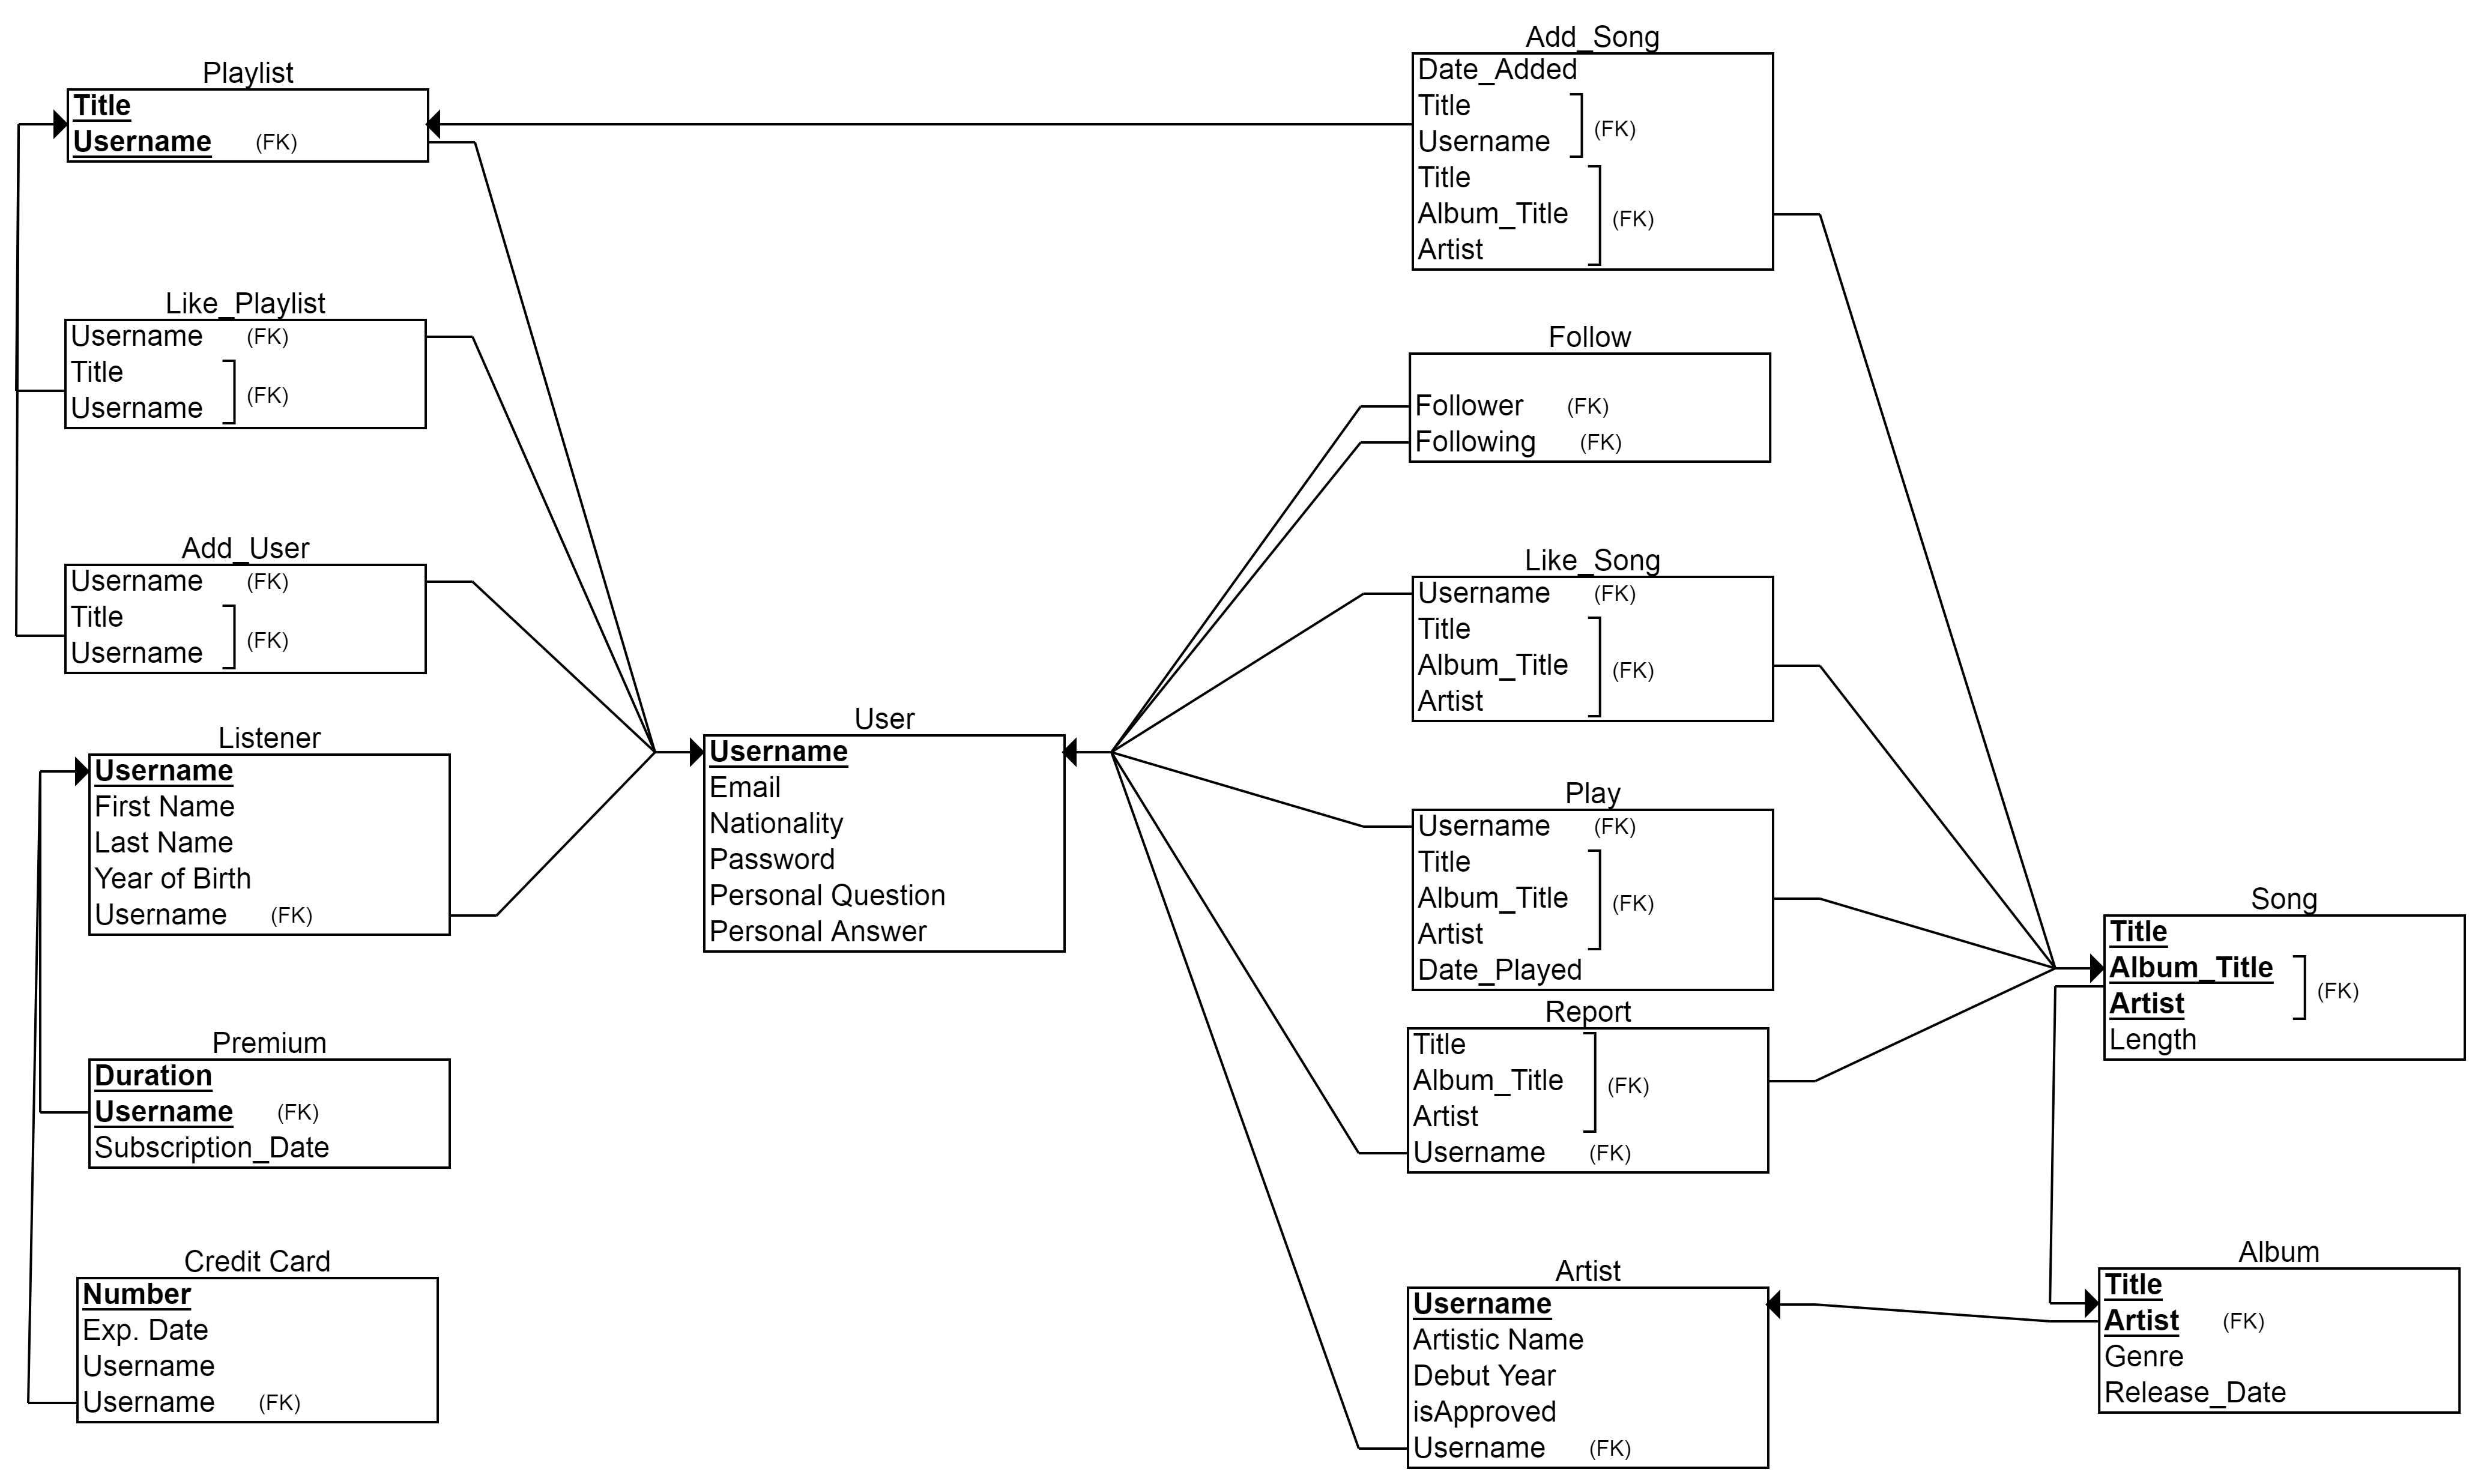 Playlist
Title
Username (FK)
Like_Playlist
Username (FK)
Title
Username
(FK)
Add_User
Username (FK)
Title
Username
(FK)
Listener
Username
First Name
Last Name
Year of Birth
Username (FK)
Premium
Duration
Username (FK)
Subscription_Date
Credit Card
Number
Exp. Date
Username
Username (FK)
User
Username
Email
Nationality
Password
Personal Question
Personal Answer
Add_Song
Date_Added
Title
Username
(FK)
Title
Album_Title
Artist
(FK)
Follow
Follower (FK)
Following (FK)
Like_Song
Username (FK)
Title
Album_Title
Artist
(FK)
Play
Username (FK)
Title
Album_Title
Artist
(FK)
Date_Played
Report
Title
Album_Title
Artist
(FK)
Username (FK)
Artist
Username
Artistic Name
Debut Year
isApproved
Username (FK)
Song
Title
Album_Title
Artist
(FK)
Length
Album
Title
Artist (FK)
Genre
Release_Date